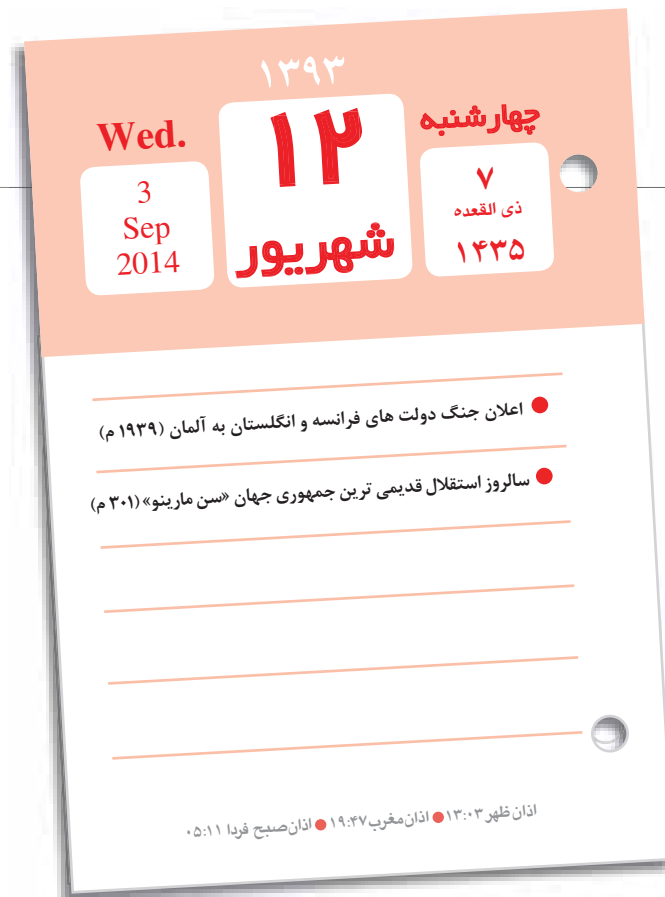 ۱۳۹۳
چهارشنبه
۷
ذی القعده
۱۴۳۵
۱۲
شهریور
Wed.
3
Sep
2014
اعلان جنگ دولت های فرانسه و انگلستان به آلمان (۱۹۳۹ م)
سالروز استقلال قدیمی ترین جمهوری جهان «سن مارینو» (۳۰۱ م)
اذان ظهر ۱۳:۰۳ ● اذان مغرب ۱۹:۴۷ ● اذان صبح فردا ۰۵:۱۱